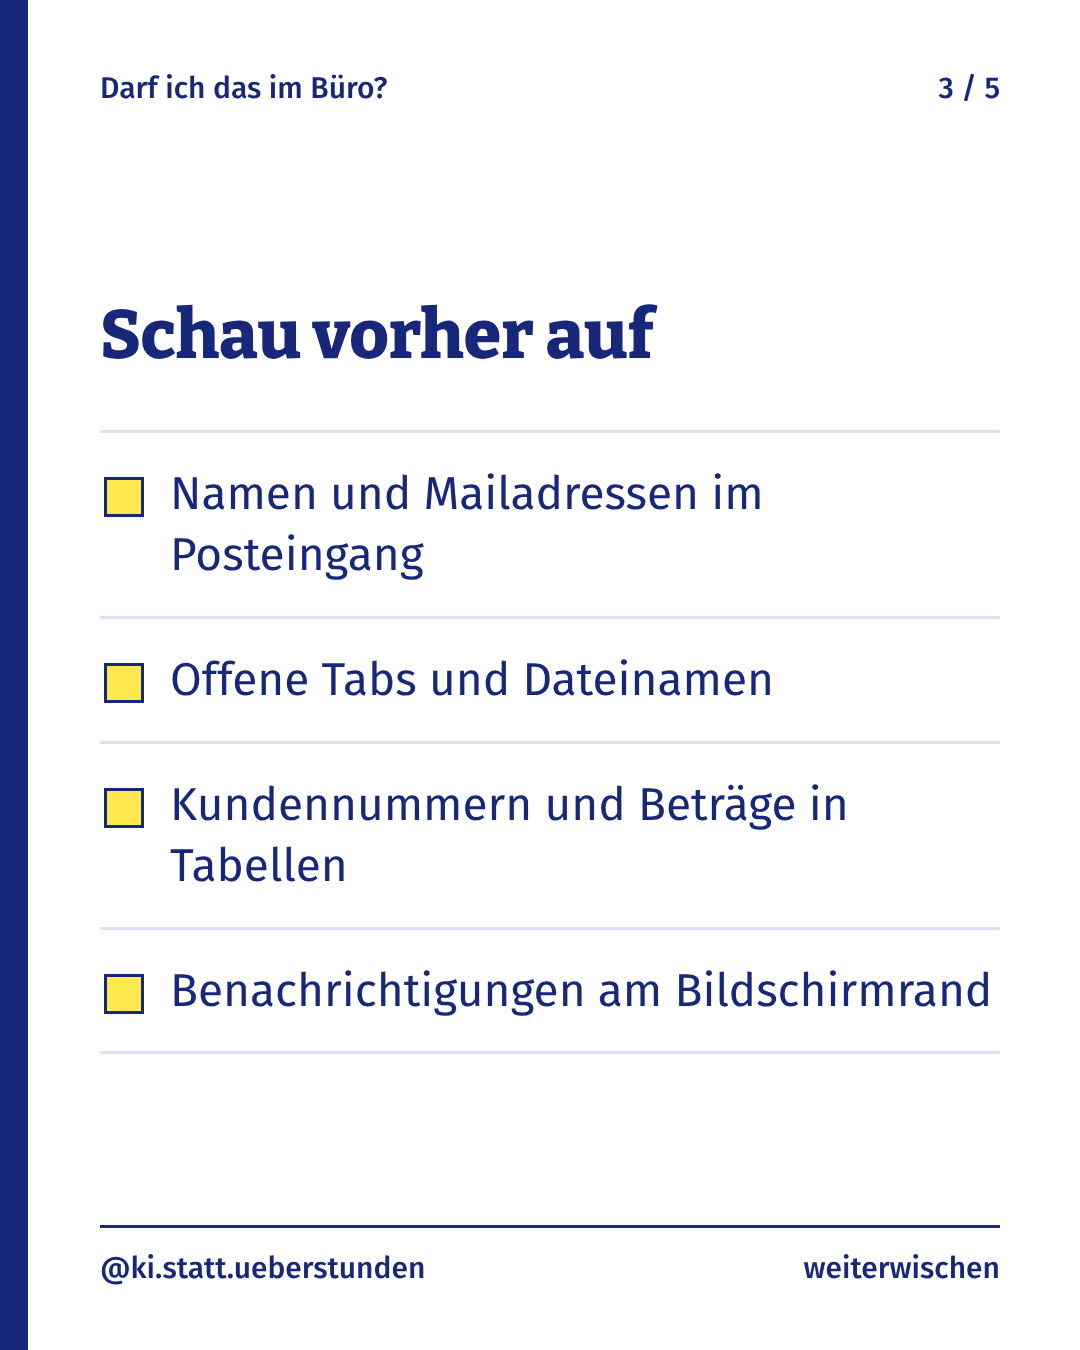 Darf ich das im Büro?
3 / 5
Schau vorher auf
Namen und Mailadressen im
Posteingang
Offene Tabs und Dateinamen
Kundennummern und Beträge in
Tabellen
Benachrichtigungen am Bildschirmrand
@ki.statt.ueberstunden
weiterwischen